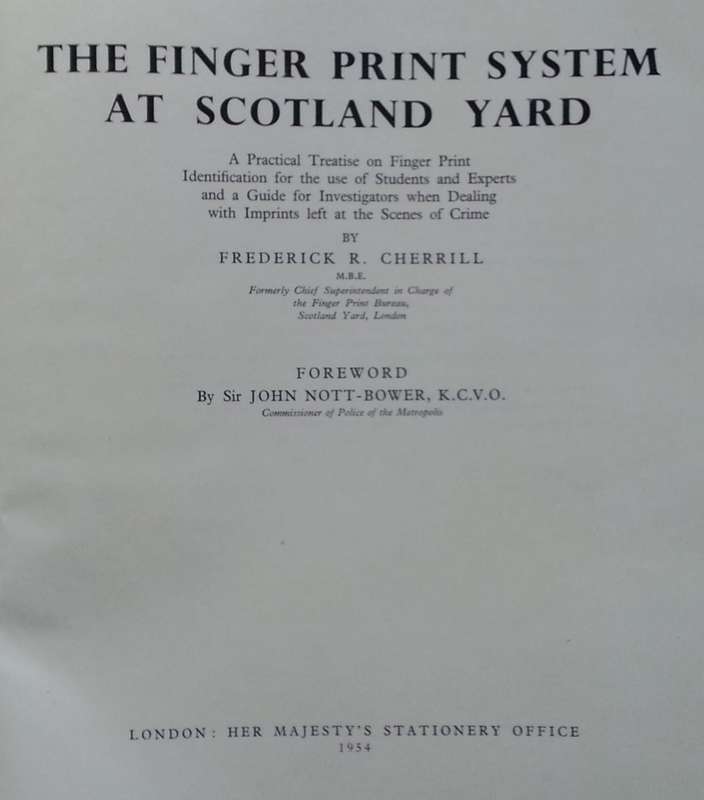 THE FINGER PRINT SYSTEM
AT SCOTLAND YARD
A Practical Treatise on Finger Print
Identification for the use of Students and Experts
and a Guide for Investigators when Dealing
with Imprints left at the Scenes of Crime
BY
FREDERICK R. CHERRILL
M.B.E.
Formerly Chief Superintendent in Charge of
the Finger Print Bureau,
Scotland Yard, London
FOREWORD
By Sir JOHN NOTT-BOWER, K.C.V.O.
Commissioner of Police of the Metropolis
LONDON: HER MAJESTY'S STATIONERY OFFICE
1954